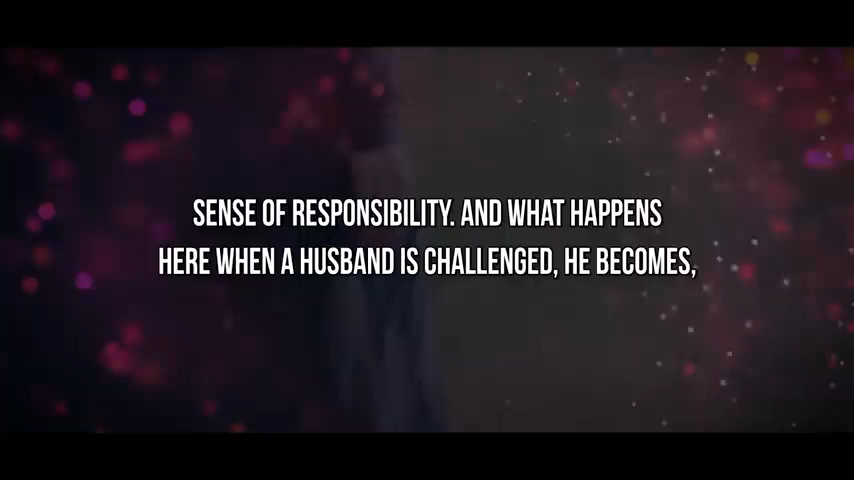 SENSE OF RESPONSIBILITY. AND WHAT HAPPENS
HERE WHEN A HUSBAND IS CHALLENGED, HE BECOMES,